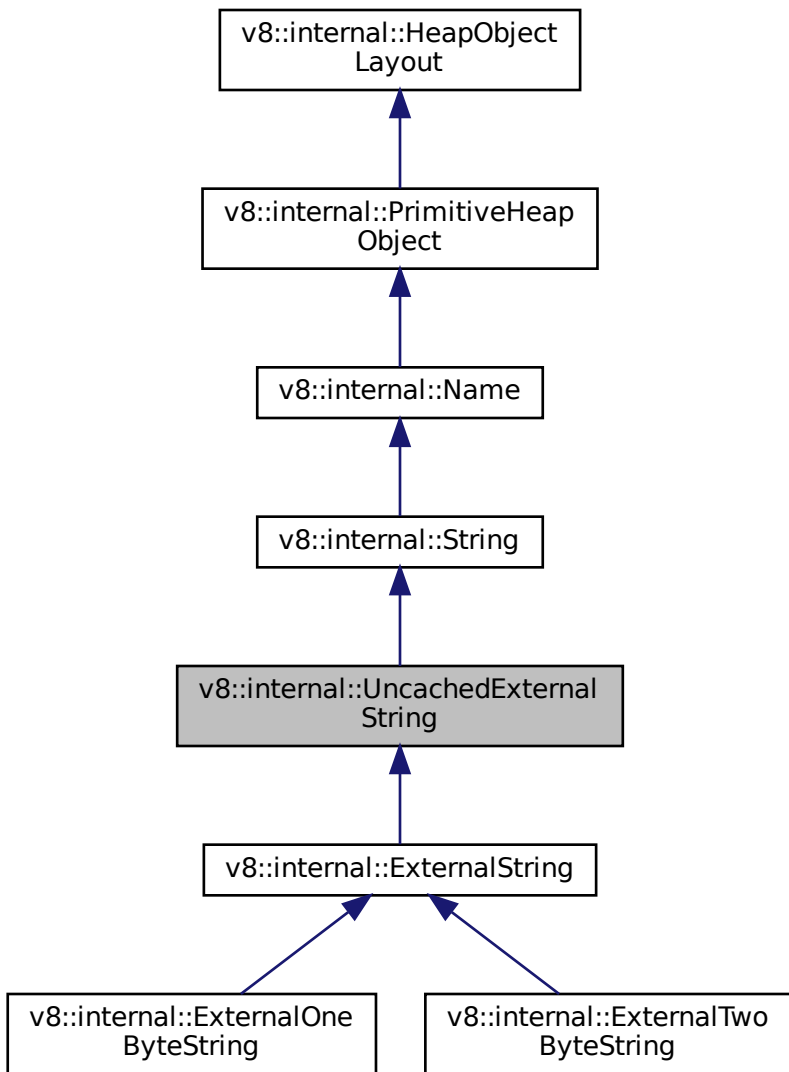 v8::internal::HeapObject
Layout
v8::internal::PrimitiveHeap
Object
v8::internal::Name
v8::internal::String
v8::internal::UncachedExternal
String
v8::internal::ExternalString
v8::internal::ExternalOne
ByteString
v8::internal::ExternalTwo
ByteString